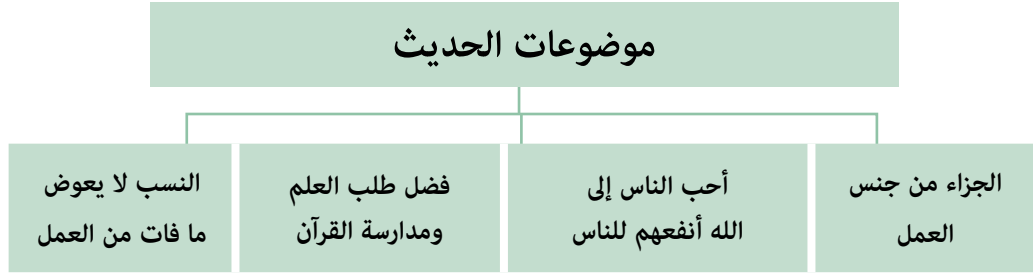 موضوعات الحديث
الجزاء من جنس
العمل
أحب الناس إلى
الله أنفعهم للناس
فضل طلب العلم
ومدارسة القرآن
النسب لا يعوض
ما فات من العمل